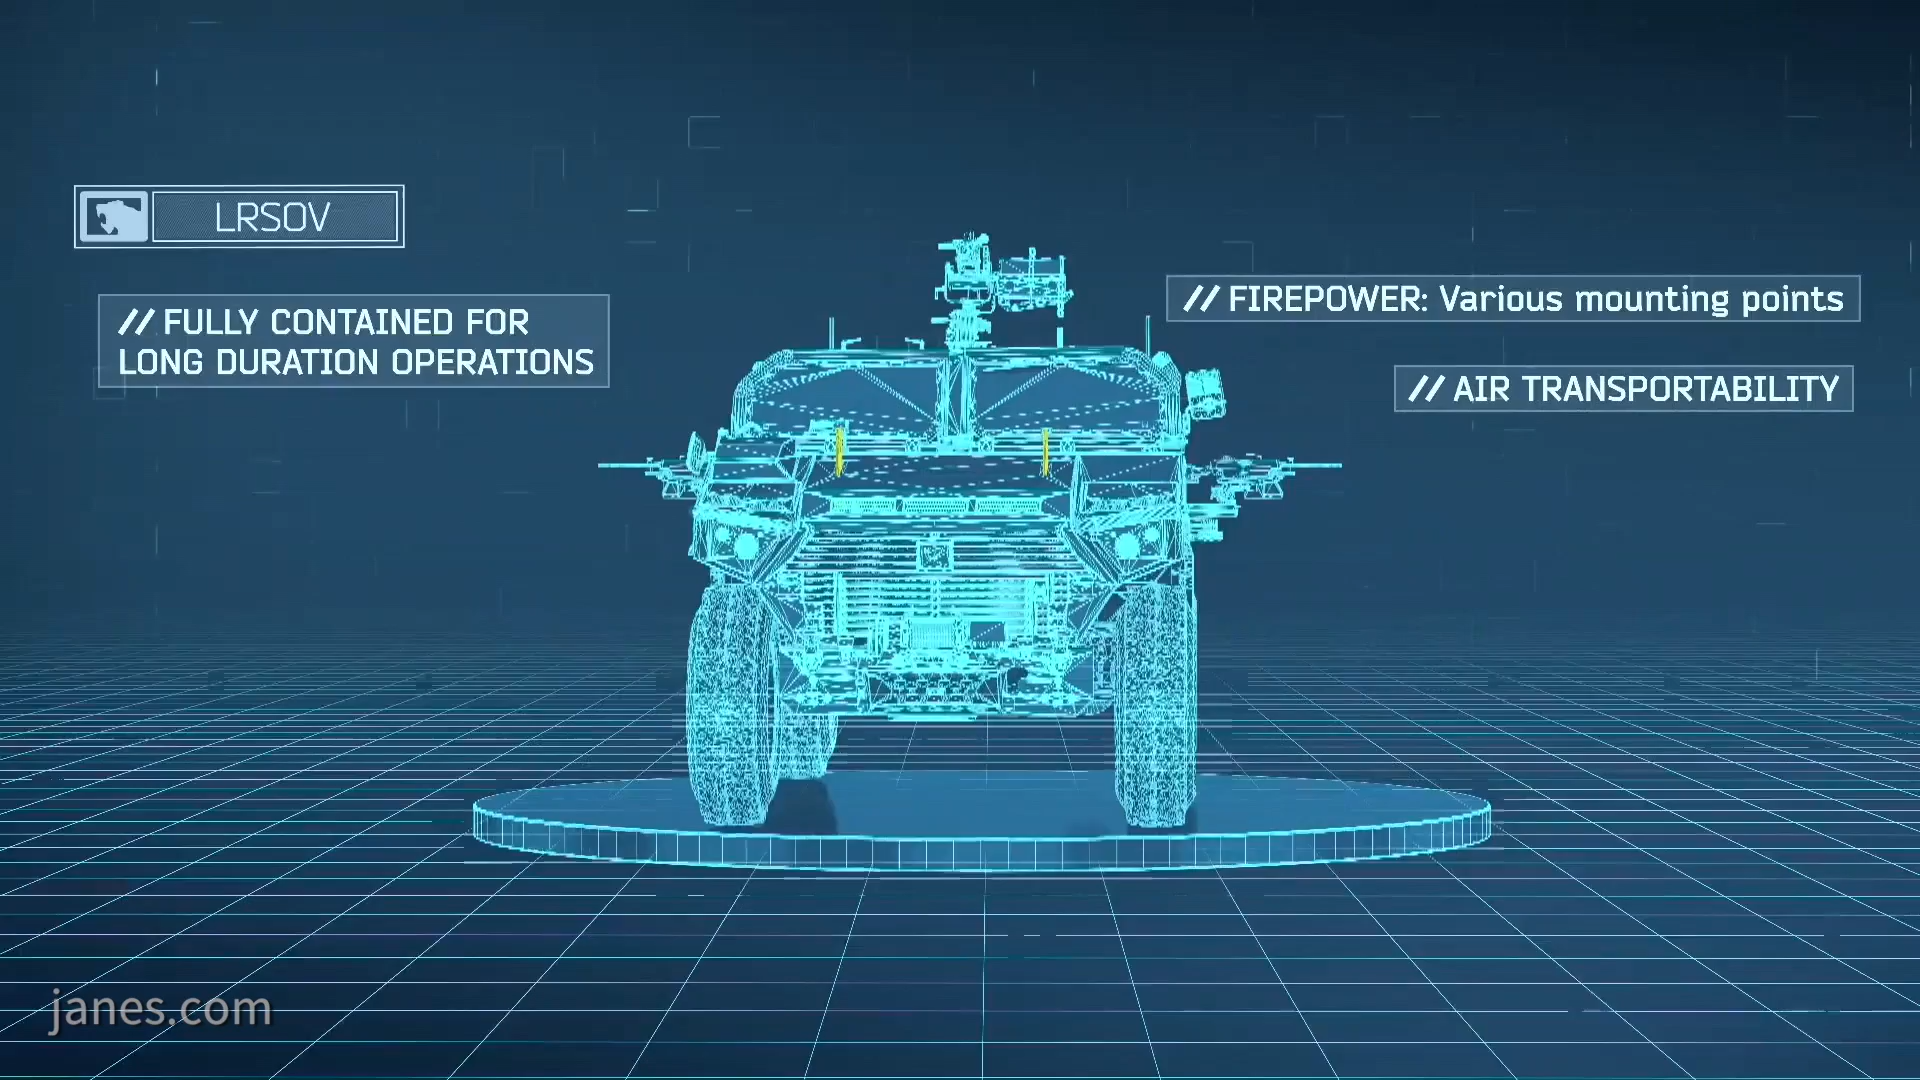 LRSOV
// FULLY CONTAINED FOR
LONG DURATION OPERATIONS
// FIREPOWER: Various mounting points
// AIR TRANSPORTABILITY
janes.com